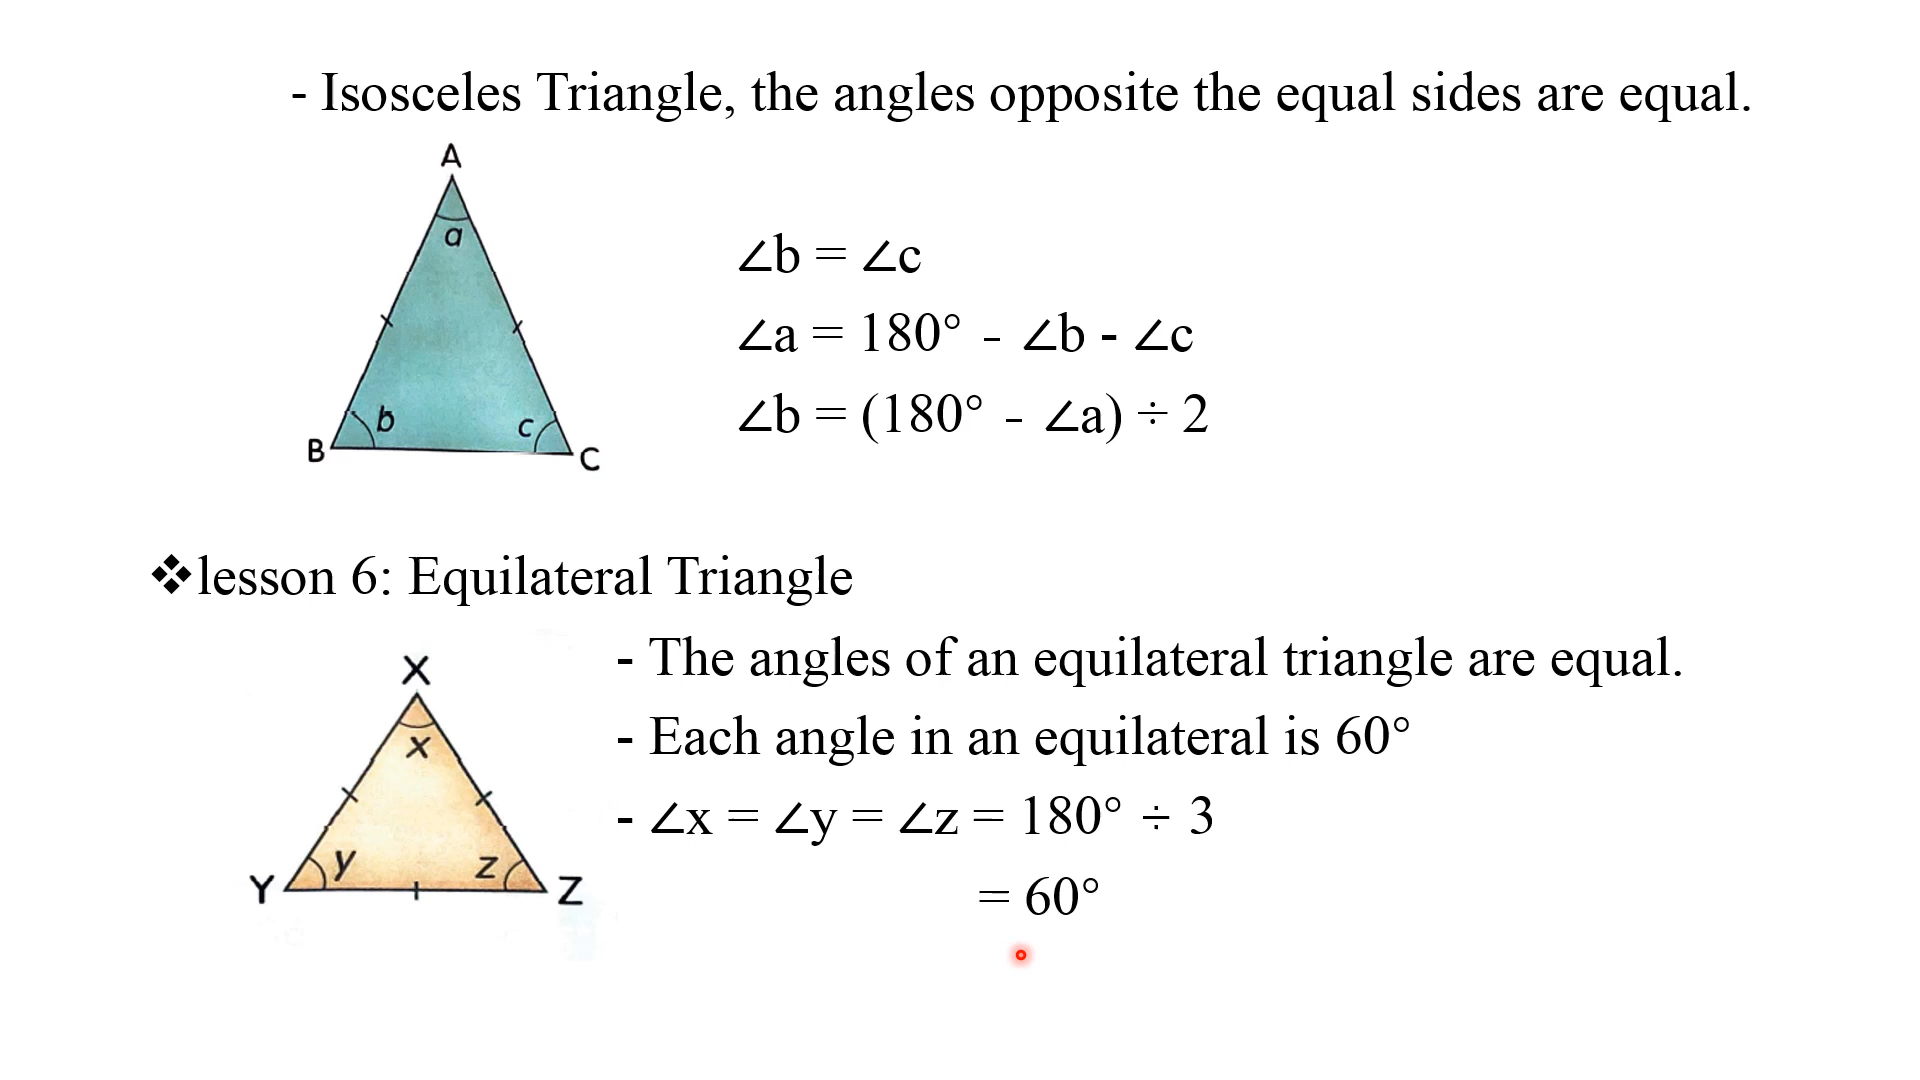 - Isosceles Triangle, the angles opposite the equal sides are equal.
A
a
b
c
B
C
∠b = ∠c
∠a = 180° - ∠b - ∠c
∠b = (180° - ∠a) ÷ 2
❖lesson 6: Equilateral Triangle
X
x
y
z
Y
Z
- The angles of an equilateral triangle are equal.
- Each angle in an equilateral is 60°
- ∠x = ∠y = ∠z = 180° ÷ 3
= 60°